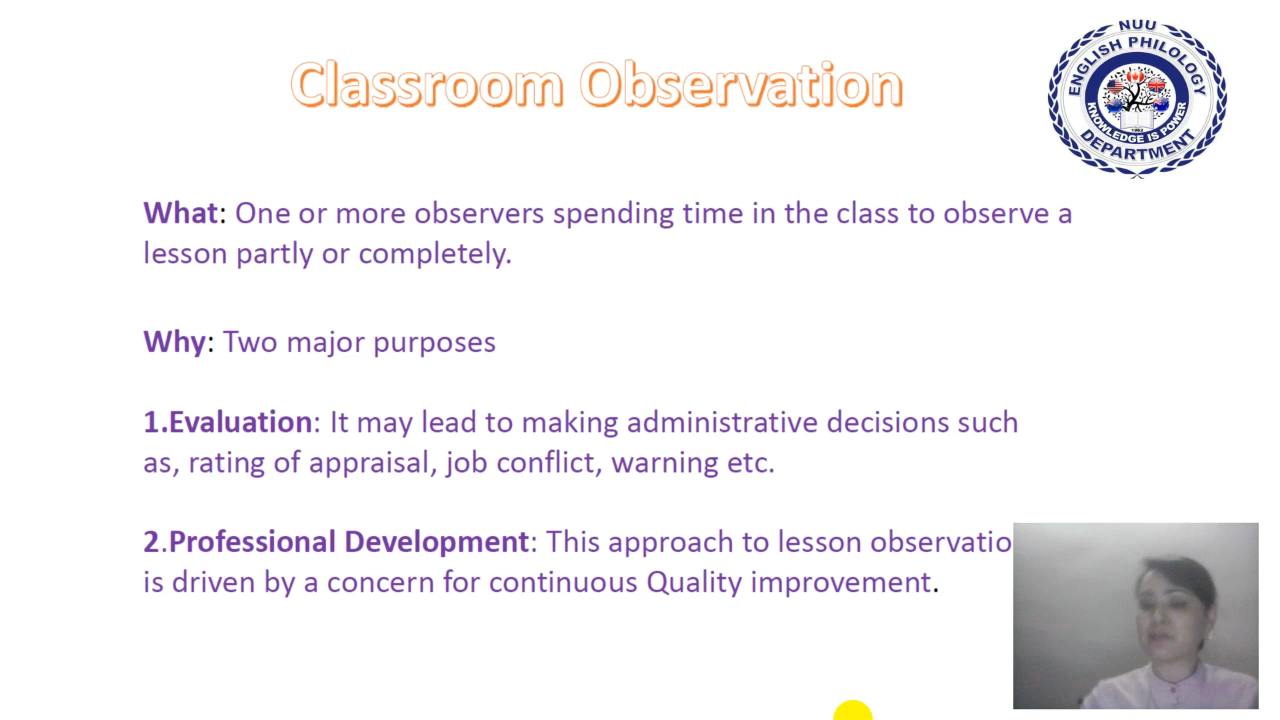 Classroom Observation
NUU
ENGLISH PHILOLOGY
KNOWLEDGE IS POWER
1962
DEPARTMENT
What: One or more observers spending time in the class to observe a
lesson partly or completely.
Why: Two major purposes
1.Evaluation: It may lead to making administrative decisions such
as, rating of appraisal, job conflict, warning etc.
2.Professional Development: This approach to lesson observatio
is driven by a concern for continuous Quality improvement.